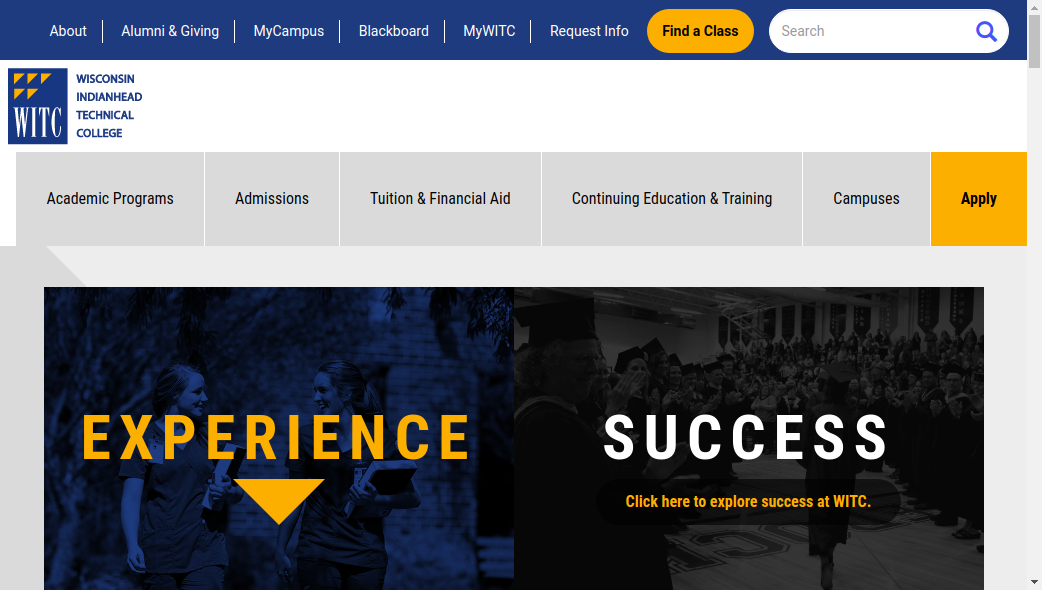 About Alumni & Giving MyCampus Blackboard MyWITC Request Info Find a Class Search
WITC
WISCONSIN
INDIANHEAD
TECHNICAL
COLLEGE
Academic Programs Admissions Tuition & Financial Aid Continuing Education & Training Campuses Apply
EXPERIENCE SUCCESS
Click here to explore success at WITC.